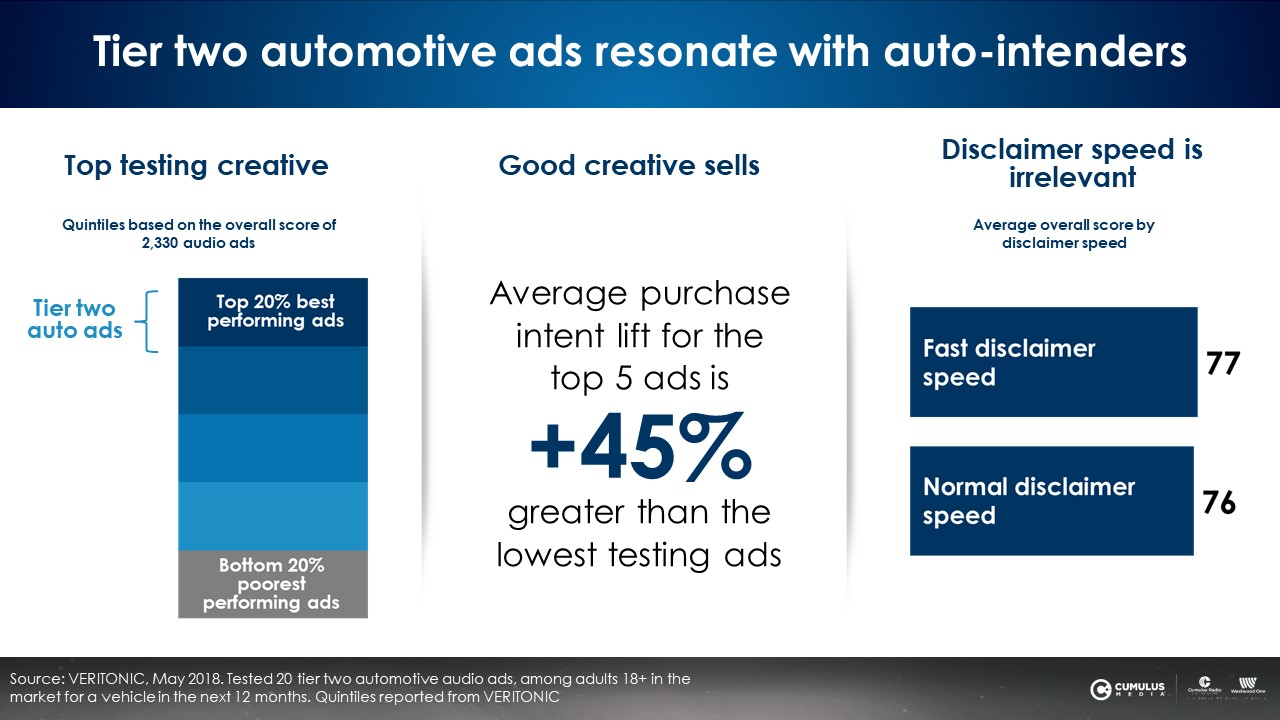 Tier two automotive ads resonate with auto-intenders
Top testing creative
Quintiles based on the overall score of
2,330 audio ads
Tier two
auto ads
Top 20% best
performing ads
Bottom 20%
poorest
performing ads
Good creative sells
Average purchase
intent lift for the
top 5 ads is
+45%
greater than the
lowest testing ads
Disclaimer speed is
irrelevant
Average overall score by
disclaimer speed
Fast disclaimer
speed
77
Normal disclaimer
speed
76
Source: VERITONIC, May 2018. Tested 20 tier two automotive audio ads, among adults 18+ in the
market for a vehicle in the next 12 months. Quintiles reported from VERITONIC
CUMULUS
MEDIA
Cumulus Radio
Westwood One